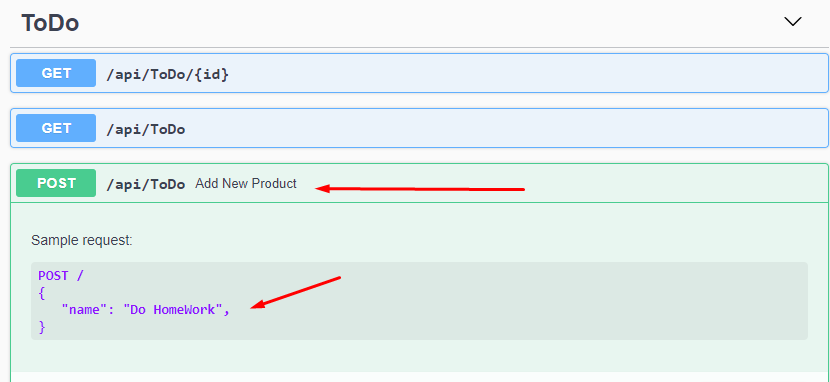 ToDo
GET /api/ToDo/{id}
GET /api/ToDo
POST /api/ToDo Add New Product
Sample request:
POST /
{
   "name": "Do HomeWork",
}